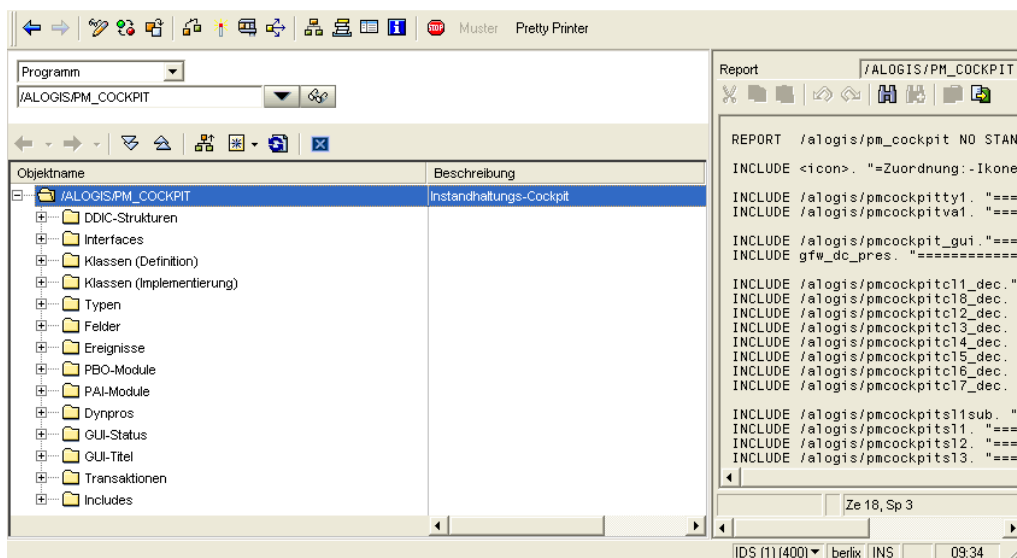 STOP Muster Pretty Printer
Programm
/ALOGIS/PM_COCKPIT
Objektname Beschreibung
/ALOGIS/PM_COCKPIT Instandhaltungs-Cockpit
DDIC-Strukturen
Interfaces
Klassen (Definition)
Klassen (Implementierung)
Typen
Felder
Ereignisse
PBO-Module
PAI-Module
Dynpros
GUI-Status
GUI-Titel
Transaktionen
Includes
Report /ALOGIS/PM_COCKPIT
REPORT /alogis/pm_cockpit NO STAN
INCLUDE <icon>. "=Zuordnung:-Ikone
INCLUDE /alogis/pmcockpitty1. "===
INCLUDE /alogis/pmcockpitva1. "===
INCLUDE /alogis/pmcockpit_gui."===
INCLUDE gfw_dc_pres. "============
INCLUDE /alogis/pmcockpitcl1_dec."
INCLUDE /alogis/pmcockpitcl8_dec.
INCLUDE /alogis/pmcockpitcl2_dec.
INCLUDE /alogis/pmcockpitcl3_dec.
INCLUDE /alogis/pmcockpitcl4_dec.
INCLUDE /alogis/pmcockpitcl5_dec.
INCLUDE /alogis/pmcockpitcl6_dec.
INCLUDE /alogis/pmcockpitcl7_dec.
INCLUDE /alogis/pmcockpitsl1sub. "
INCLUDE /alogis/pmcockpitsl1. "===
INCLUDE /alogis/pmcockpitsl2. "===
INCLUDE /alogis/pmcockpitsl3. "===
Ze 18, Sp 3
IDS (1) (400) berlix INS 09:34